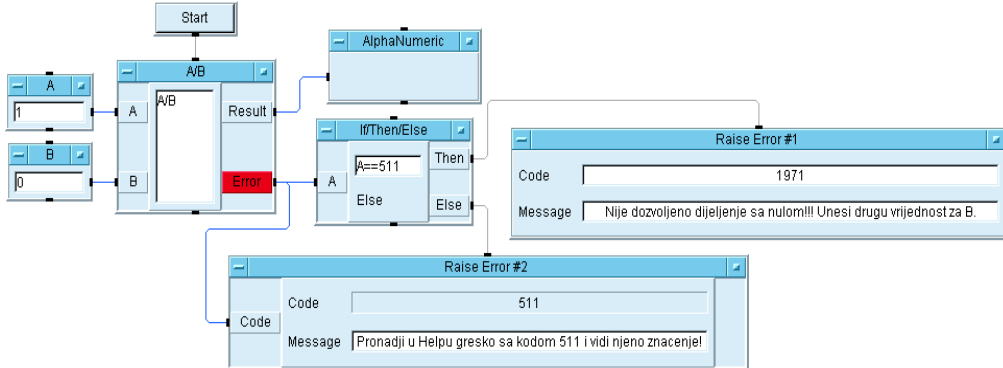 Start
A/B
AlphaNumeric
A
1
A
A/B
Result
B
0
B
Error
If/Then/Else
A
A==511
Then
Else
Else
Raise Error #1
Code
1971
Message
Nije dozvoljeno dijeljenje sa nulom!!! Unesi drugu vrijednost za B.
Raise Error #2
Code
Code
511
Message
Pronadji u Helpu gresko sa kodom 511 i vidi njeno znacenje!